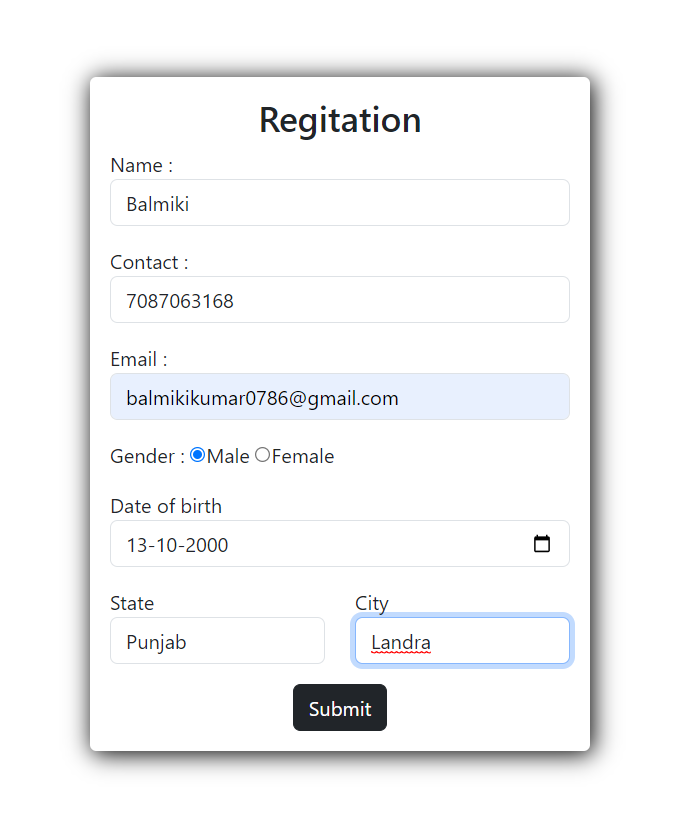 Regitation
Name :
Balmiki
Contact :
7087063168
Email :
balmikikumar0786@gmail.com
Gender : Male Female
Date of birth
13-10-2000
State City
Punjab Landra
Submit